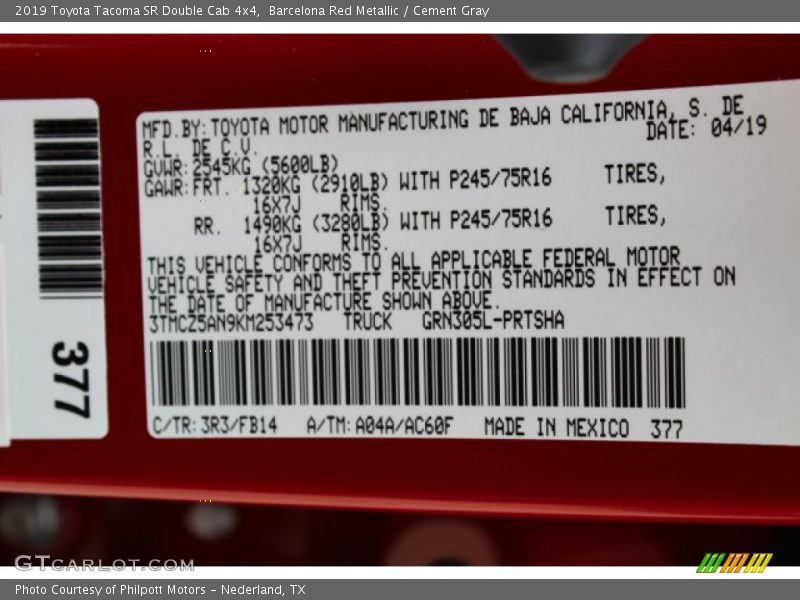 2019 Toyota Tacoma SR Double Cab 4x4,  Barcelona Red Metallic / Cement Gray
MFD.BY:TOYOTA MOTOR MANUFACTURING DE BAJA CALIFORNIA, S. DE
R.L. DE C.V. DATE: 04/19
GVWR:2545KG (5600LB)
GAWR:FRT. 1320KG (2910LB) WITH P245/75R16 TIRES,
16X7J RIMS.
RR. 1490KG (3280LB) WITH P245/75R16 TIRES,
16X7J RIMS.
THIS VEHICLE CONFORMS TO ALL APPLICABLE FEDERAL MOTOR
VEHICLE SAFETY AND THEFT PREVENTION STANDARDS IN EFFECT ON
THE DATE OF MANUFACTURE SHOWN ABOVE.
3TMCZ5AN9KM253473 TRUCK GRN305L-PRTSHA
C/TR:3R3/FB14 A/TM:A04A/AC60F MADE IN MEXICO 377
377
GTCARLOT.COM
Photo Courtesy of Philpott Motors - Nederland, TX